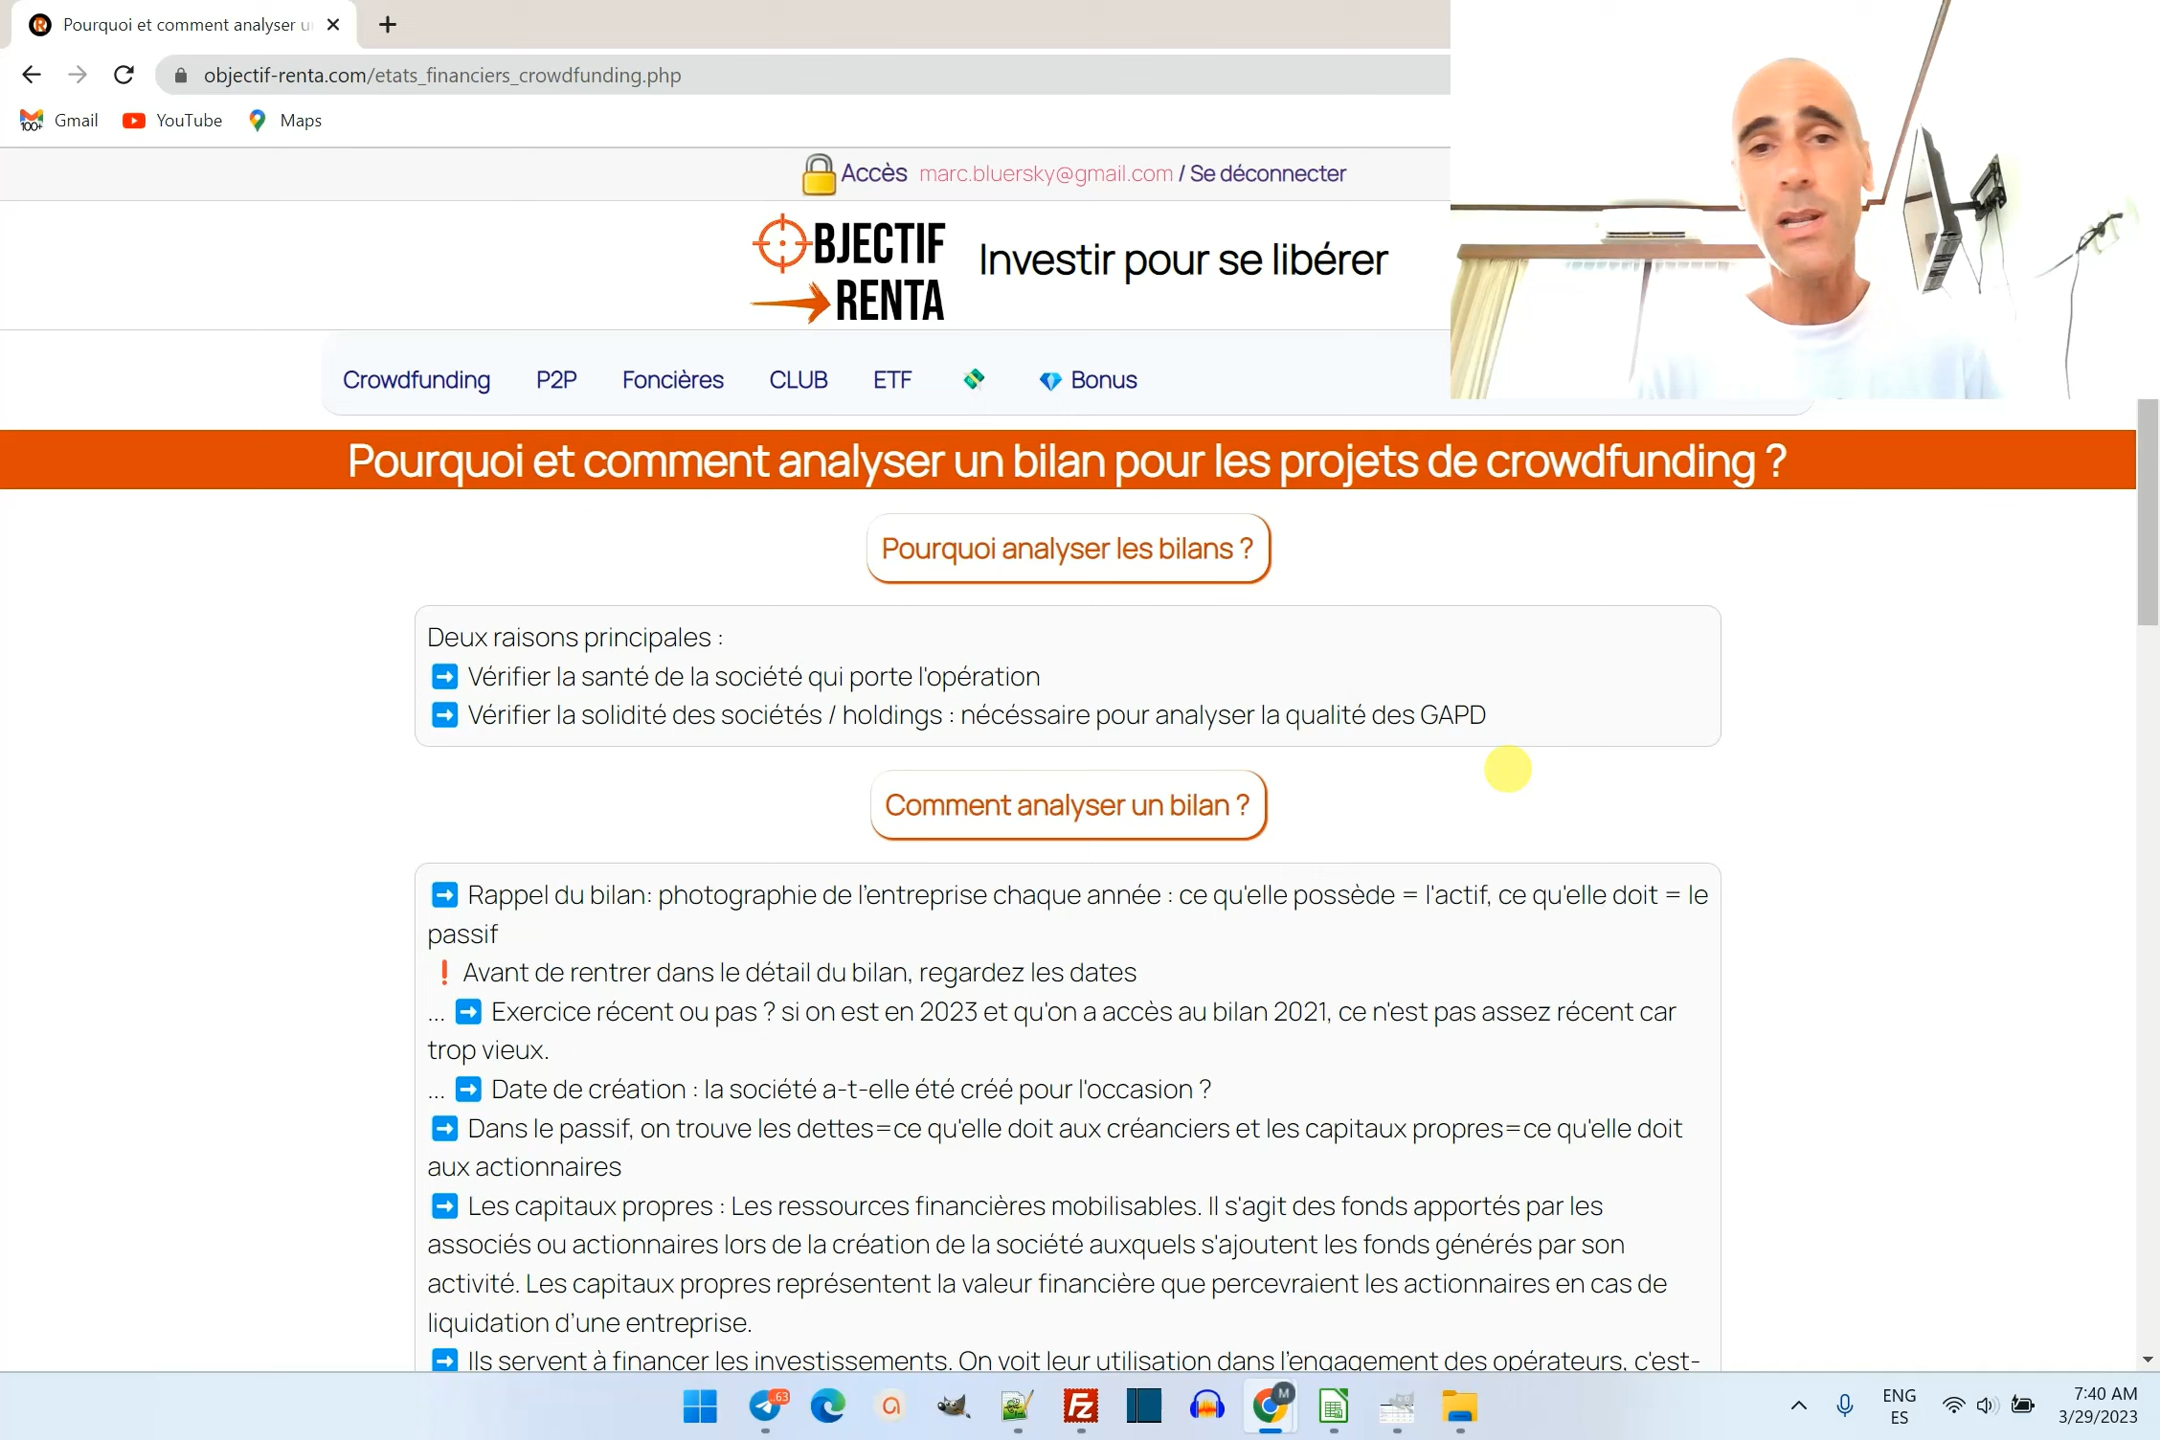 Pourquoi et comment analyser u
objectif-renta.com/etats_financiers_crowdfunding.php
100+ Gmail YouTube Maps
Accès marc.bluersky@gmail.com / Se déconnecter
BJECTIF
RENTA
Investir pour se libérer
Crowdfunding P2P Foncières CLUB ETF Bonus
Pourquoi et comment analyser un bilan pour les projets de crowdfunding ?
Pourquoi analyser les bilans ?
Deux raisons principales :
Vérifier la santé de la société qui porte l'opération
Vérifier la solidité des sociétés / holdings : nécéssaire pour analyser la qualité des GAPD
Comment analyser un bilan ?
Rappel du bilan: photographie de l'entreprise chaque année : ce qu'elle possède = l'actif, ce qu'elle doit = le
passif
❗ Avant de rentrer dans le détail du bilan, regardez les dates
... ➡ Exercice récent ou pas ? si on est en 2023 et qu'on a accès au bilan 2021, ce n'est pas assez récent car
trop vieux.
... ➡ Date de création : la société a-t-elle été créé pour l'occasion ?
Dans le passif, on trouve les dettes=ce qu'elle doit aux créanciers et les capitaux propres=ce qu'elle doit
aux actionnaires
Les capitaux propres : Les ressources financières mobilisables. Il s'agit des fonds apportés par les
associés ou actionnaires lors de la création de la société auxquels s'ajoutent les fonds générés par son
activité. Les capitaux propres représentent la valeur financière que percevraient les actionnaires en cas de
liquidation d'une entreprise.
Ils servent à financer les investissements. On voit leur utilisation dans l'engagement des opérateurs, c'est-
63
Fz
M
ENG
ES
7:40 AM
3/29/2023